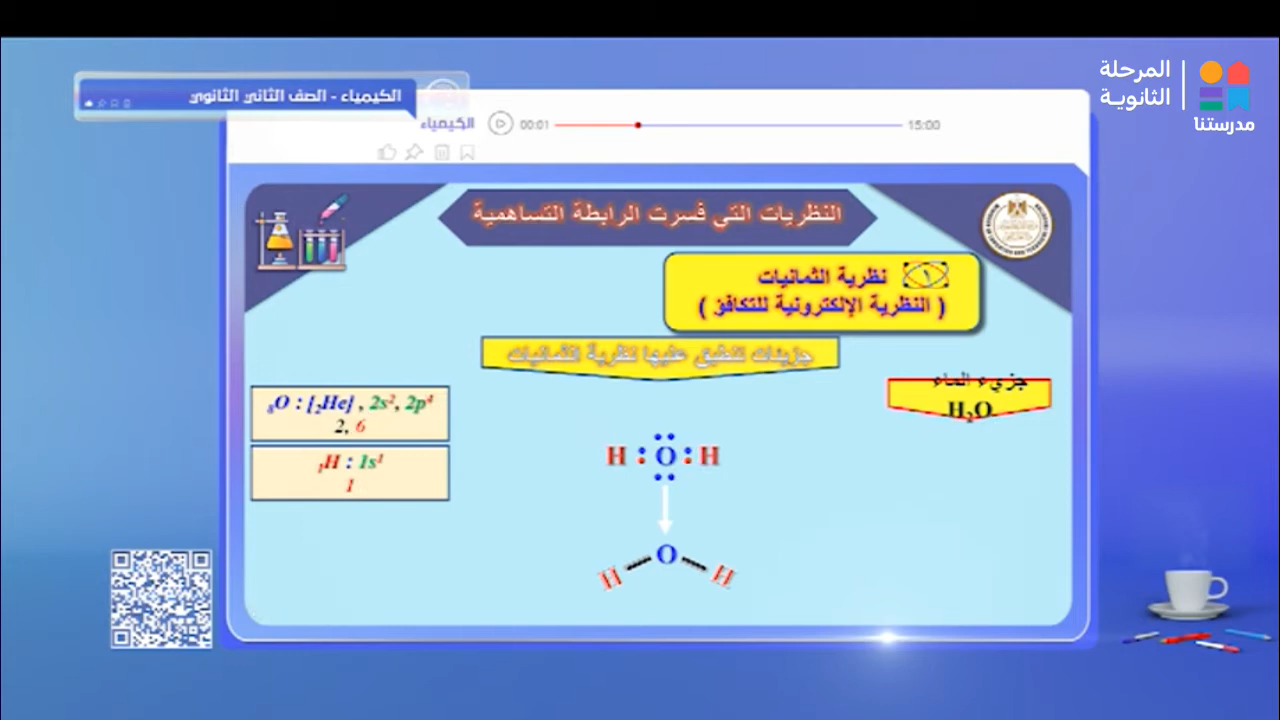 المرحلة
الثانوية
مدرستنا
الكيمياء - الصف الثاني الثانوي
الكيمياء
00:01
15:00
النظريات التى فسرت الرابطة التساهمية
١ نظرية الثمانيات
( النظرية الإلكترونية للتكافؤ )
جزيئات تنطبق عليها نظرية الثمانيات
جزيء الماء
H₂O
₈O : [₂He] , 2s², 2p⁴
2, 6
₁H : 1s¹
1
H : O : H
O
H H